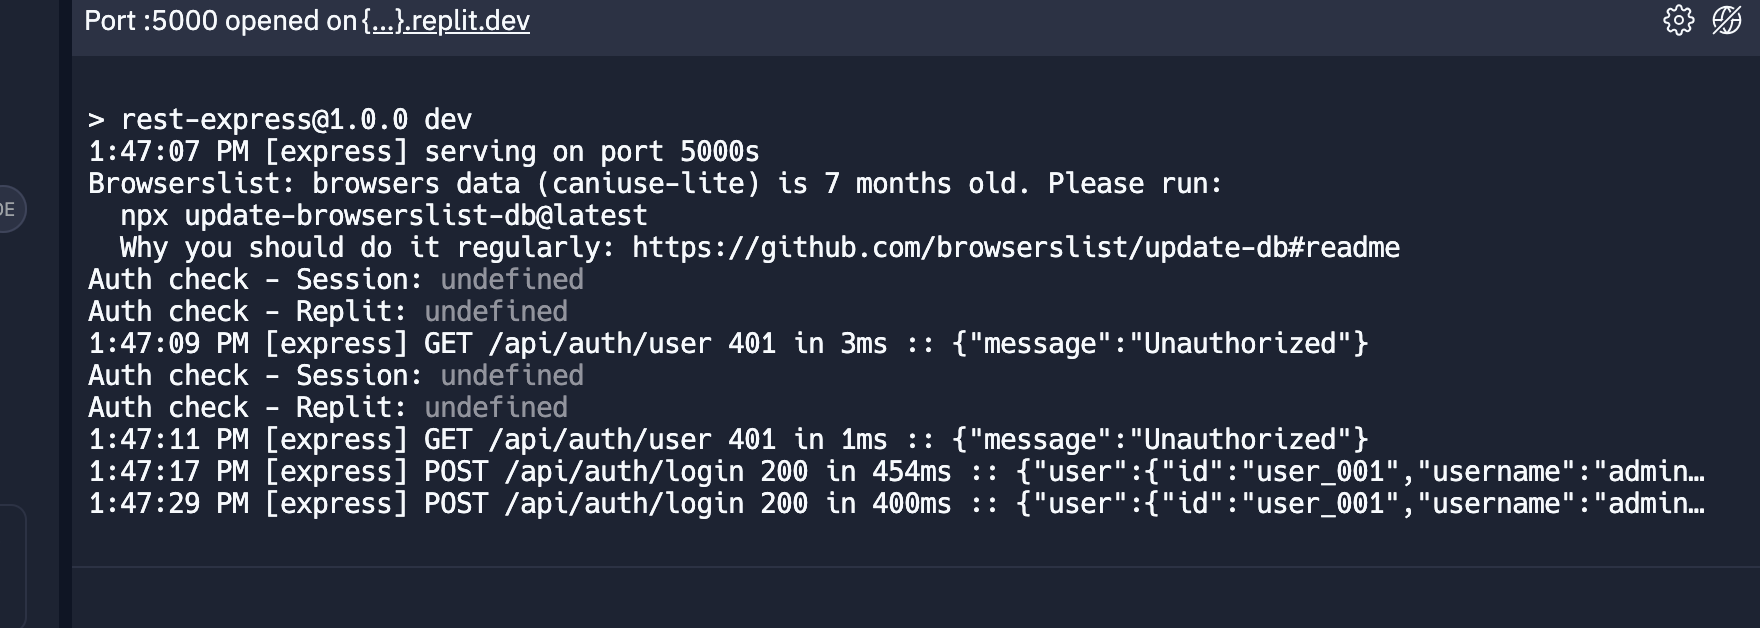 Port :5000 opened on {...}.replit.dev
> rest-express@1.0.0 dev
1:47:07 PM [express] serving on port 5000s
Browserslist: browsers data (caniuse-lite) is 7 months old. Please run:
  npx update-browserslist-db@latest
  Why you should do it regularly: https://github.com/browserslist/update-db#readme
Auth check - Session: undefined
Auth check - Replit: undefined
1:47:09 PM [express] GET /api/auth/user 401 in 3ms :: {"message":"Unauthorized"}
Auth check - Session: undefined
Auth check - Replit: undefined
1:47:11 PM [express] GET /api/auth/user 401 in 1ms :: {"message":"Unauthorized"}
1:47:17 PM [express] POST /api/auth/login 200 in 454ms :: {"user":{"id":"user_001","username":"admin…
1:47:29 PM [express] POST /api/auth/login 200 in 400ms :: {"user":{"id":"user_001","username":"admin…